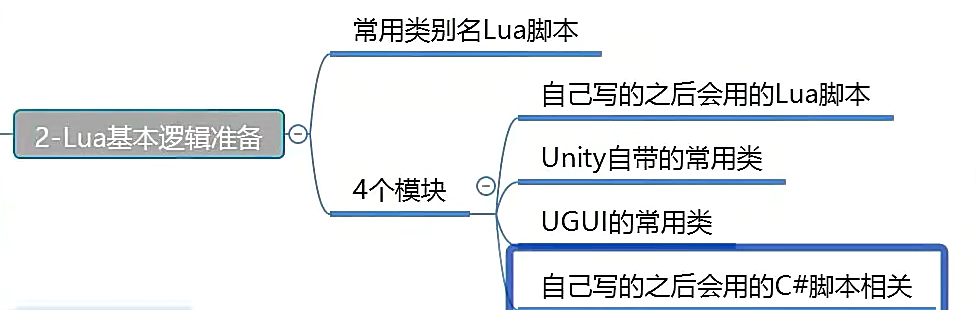 常用类别名Lua脚本
自己写的之后会用的Lua脚本
2-Lua基本逻辑准备
Unity自带的常用类
4个模块
UGUI的常用类
自己写的之后会用的C#脚本相关